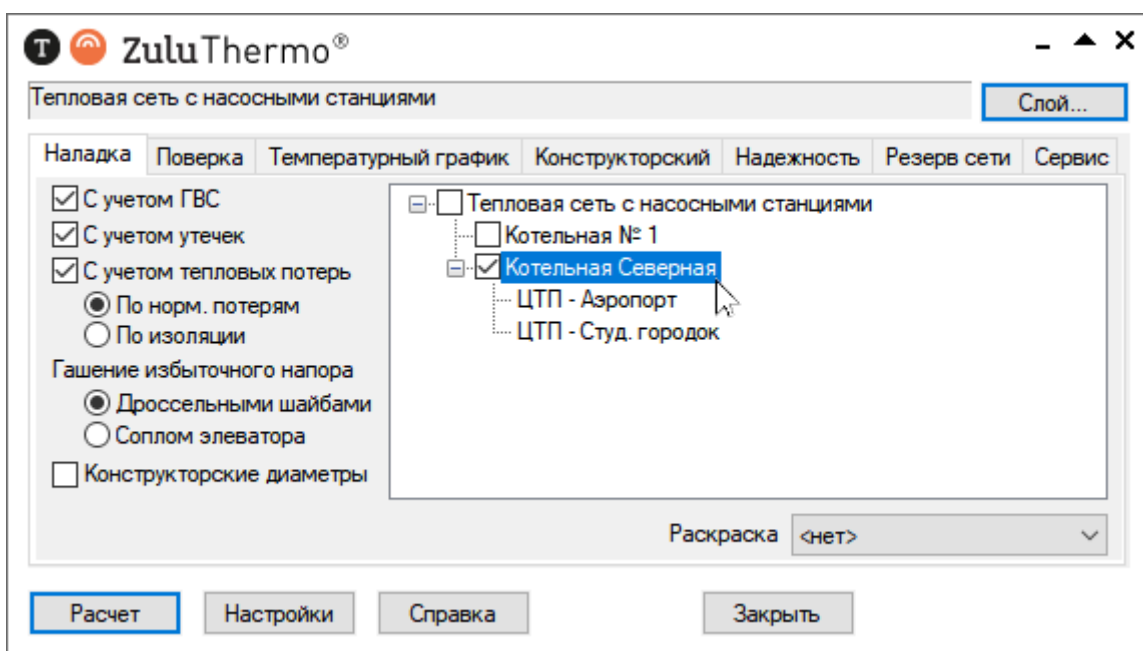 ZuluThermo®
Тепловая сеть с насосными станциями
Слой...
Наладка Поверка Температурный график Конструкторский Надежность Резерв сети Сервис
С учетом ГВС
С учетом утечек
С учетом тепловых потерь
По норм. потерям
По изоляции
Гашение избыточного напора
Дроссельными шайбами
Соплом элеватора
Конструкторские диаметры
Тепловая сеть с насосными станциями
Котельная № 1
Котельная Северная
ЦТП - Аэропорт
ЦТП - Студ. городок
Раскраска <нет>
Расчет Настройки Справка Закрыть